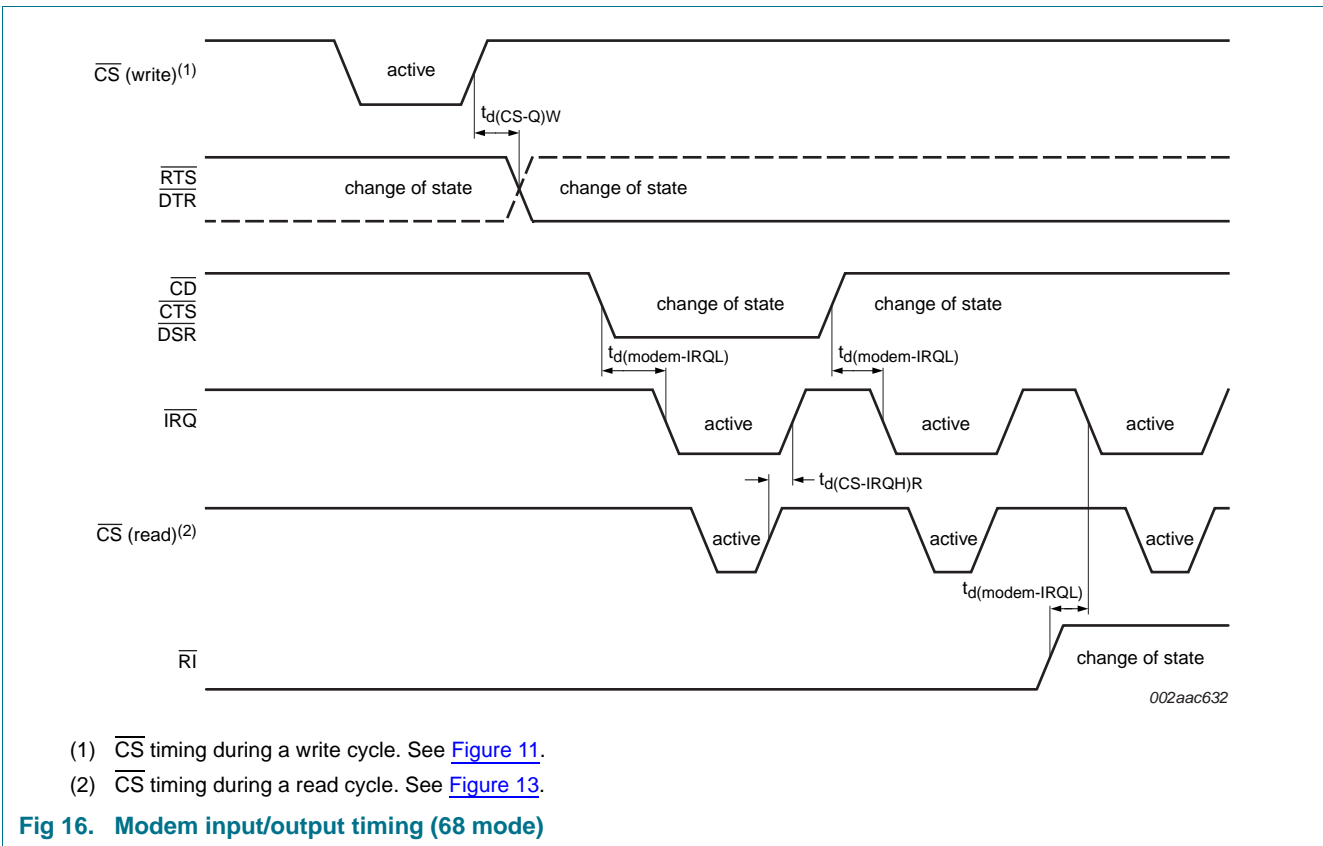 CS (write)(1)
active
td(CS-Q)W
RTS
DTR
change of state
change of state
CD
CTS
DSR
change of state
change of state
td(modem-IRQL)
td(modem-IRQL)
IRQ
active
active
active
td(CS-IRQH)R
CS (read)(2)
active
active
active
td(modem-IRQL)
RI
change of state
002aac632
(1) CS timing during a write cycle. See Figure 11.
(2) CS timing during a read cycle. See Figure 13.
Fig 16. Modem input/output timing (68 mode)